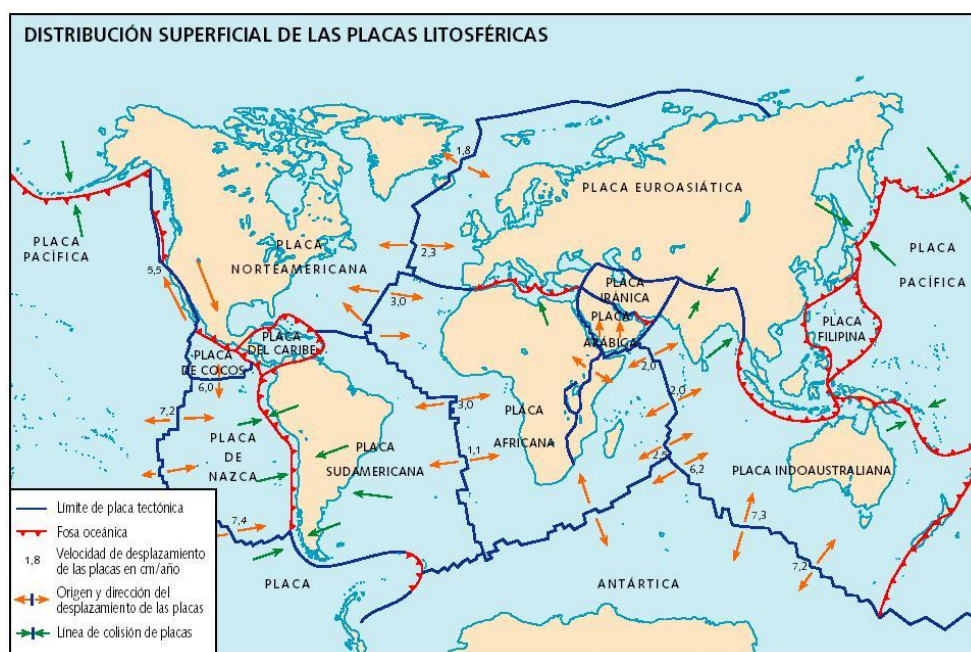 DISTRIBUCIÓN SUPERFICIAL DE LAS PLACAS LITOSFÉRICAS
1,8
PLACA EUROASIÁTICA
PLACA
PACÍFICA
PLACA
NORTEAMERICANA
2,3
PLACA
PACÍFICA
5,5
3,0
PLACA
IRÁNICA
PLACA
ARÁBIGA
PLACA
FILIPINA
PLACA
DEL CARIBE
PLACA
DE COCOS
6,0
2,0
2,0
7,2
3,0
PLACA
AFRICANA
PLACA
DE
NAZCA
PLACA
SUDAMERICANA
1,1
2,5
6,2
PLACA INDOAUSTRALIANA
7,4
7,3
7,2
PLACA
ANTÁRTICA
Límite de placa tectónica
Fosa oceánica
1,8
Velocidad de desplazamiento
de las placas en cm/año
Origen y dirección del
desplazamiento de las placas
Línea de colisión de placas